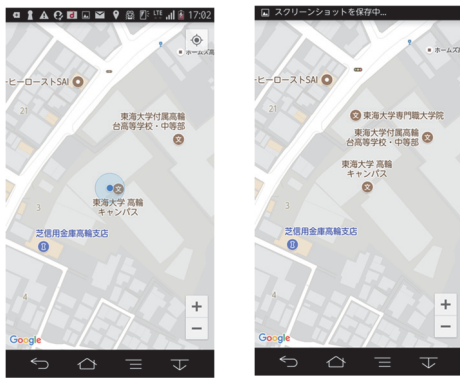 17:02
ホームズ高
ヒーローストSAI
21
東海大学付属高輪
台高等学校・中等部
東海大学 高輪
キャンパス
3
芝信用金庫高輪支店
4
+
−
Google
スクリーンショットを保存中...
ホームズ
ヒーローストSAI
東海大学専門職大学院
21
東海大学付属高輪
台高等学校・中等部
東海大学 高輪
キャンパス
3
芝信用金庫高輪支店
4
+
−
Google